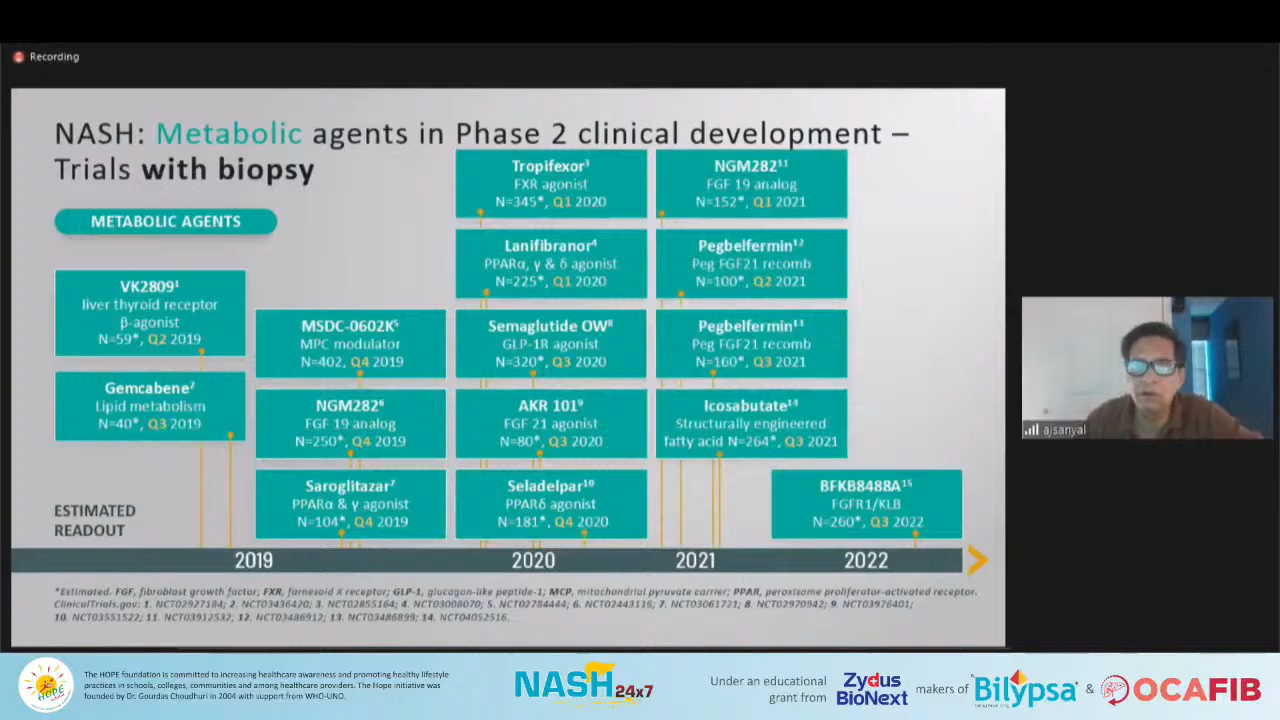 Recording
NASH: Metabolic agents in Phase 2 clinical development –
Trials with biopsy
METABOLIC AGENTS
VK2809¹
liver thyroid receptor
β-agonist
N=59*, Q2 2019
Gemcabene²
Lipid metabolism
N=40*, Q3 2019
MSDC-0602K⁵
MPC modulator
N=402, Q4 2019
NGM282⁶
FGF 19 analog
N=250*, Q4 2019
Saroglitazar⁷
PPARα & γ agonist
N=104*, Q4 2019
Tropifexor³
FXR agonist
N=345*, Q1 2020
Lanifibranor⁴
PPARα, γ & δ agonist
N=225*, Q1 2020
Semaglutide OW⁸
GLP-1R agonist
N=320*, Q3 2020
AKR 101⁹
FGF 21 agonist
N=80*, Q3 2020
Seladelpar¹⁰
PPARδ agonist
N=181*, Q4 2020
NGM282¹¹
FGF 19 analog
N=152*, Q1 2021
Pegbelfermin¹²
Peg FGF21 recomb
N=100*, Q2 2021
Pegbelfermin¹³
Peg FGF21 recomb
N=160*, Q3 2021
Icosabutate¹⁴
Structurally engineered
fatty acid N=264*, Q3 2021
BFKB8488A¹⁵
FGFR1/KLB
N=260*, Q3 2022
ESTIMATED
READOUT
2019 2020 2021 2022
*Estimated. FGF, fibroblast growth factor; FXR, farnesoid X receptor; GLP-1, glucagon-like peptide-1; MCP, mitochondrial pyruvate carrier; PPAR, peroxisome proliferator-activated receptor.
ClinicalTrials.gov: 1. NCT02927184; 2. NCT03436420; 3. NCT02855164; 4. NCT03008070; 5. NCT02784444; 6. NCT02443116; 7. NCT03061721; 8. NCT02970942; 9. NCT03976401;
10. NCT03551522; 11. NCT03912532; 12. NCT03486912; 13. NCT03486899; 14. NCT04052516.
ajsanyal
HOPE
The HOPE foundation is committed to increasing healthcare awareness and promoting healthy lifestyle
practices in schools, colleges, communities and among healthcare providers. The Hope initiative was
founded by Dr. Gourdas Choudhuri in 2004 with support from WHO-UNO.
NASH 24x7
Under an educational
grant from
Zydus
BioNext
makers of
Bilypsa
&
OCAFIB